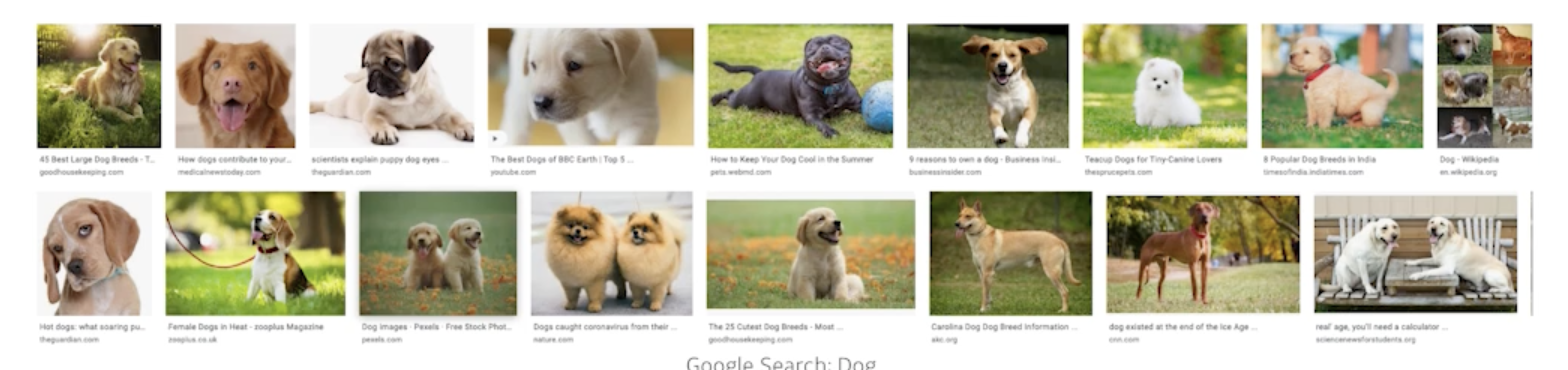 45 Best Large Dog Breeds - T...
goodhousekeeping.com
How dogs contribute to your...
medicalnewstoday.com
scientists explain puppy dog eyes ...
theguardian.com
The Best Dogs of BBC Earth | Top 5 ...
youtube.com
How to Keep Your Dog Cool in the Summer
pets.webmd.com
9 reasons to own a dog - Business Insi...
businessinsider.com
Teacup Dogs for Tiny-Canine Lovers
thesprucepets.com
8 Popular Dog Breeds in India
timesofindia.indiatimes.com
Dog - Wikipedia
en.wikipedia.org
Hot dogs: what soaring pu...
theguardian.com
Female Dogs in Heat - zooplus Magazine
zooplus.co.uk
Dog images · Pexels · Free Stock Phot...
pexels.com
Dogs caught coronavirus from their ...
nature.com
The 25 Cutest Dog Breeds - Most ...
goodhousekeeping.com
Carolina Dog Dog Breed Information ...
akc.org
dog existed at the end of the Ice Age ...
cnn.com
real' age, you'll need a calculator ...
sciencenewsforstudents.org
Google Search: Dog